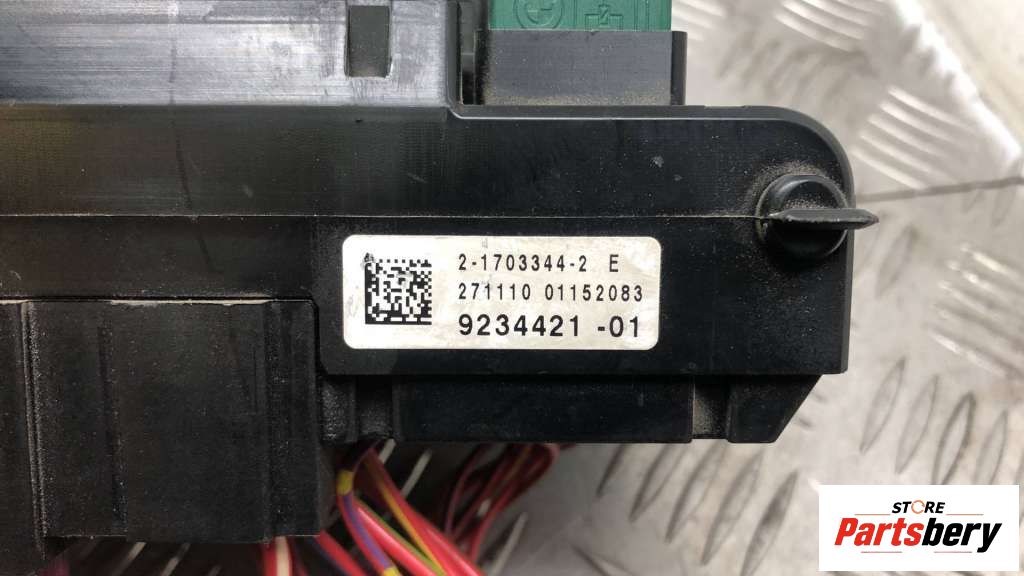 2-1703344-2 E
271110 01152083
9234421 -01
STORE
Partsbery